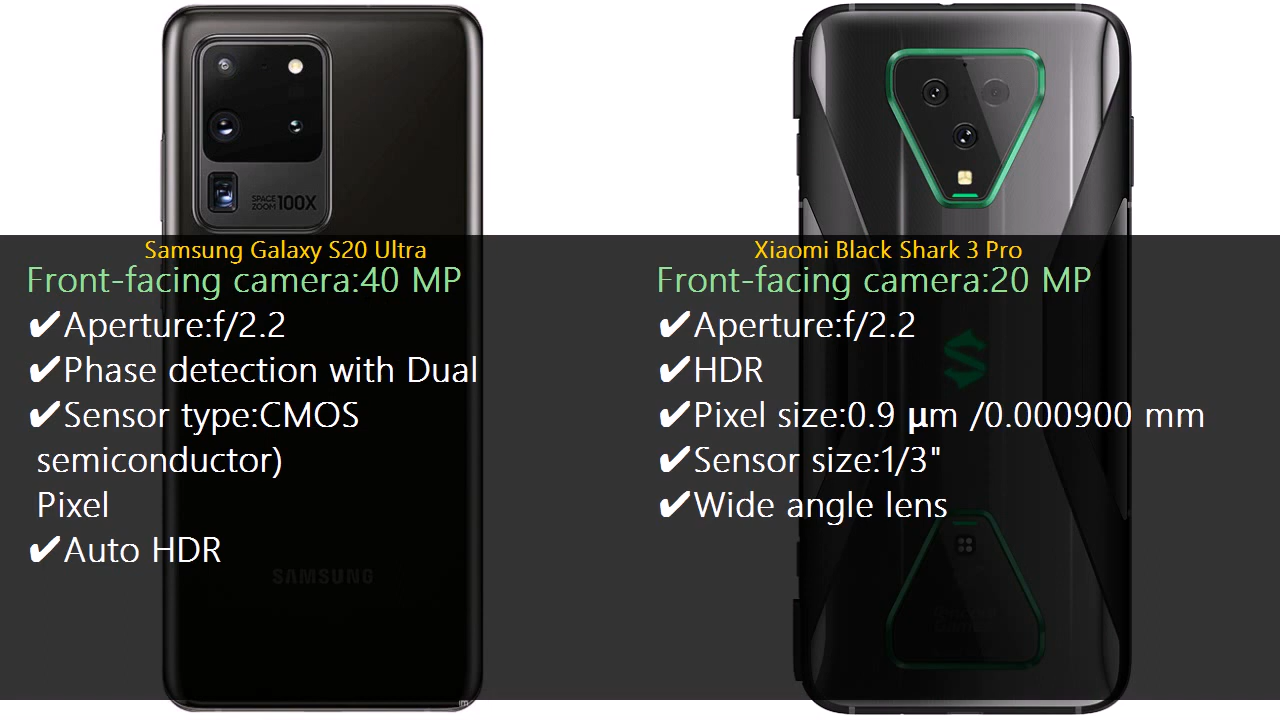 SPACE
ZOOM 100X
Samsung Galaxy S20 Ultra
Front-facing camera:40 MP
✔Aperture:f/2.2
✔Phase detection with Dual
✔Sensor type:CMOS
semiconductor)
Pixel
✔Auto HDR
SAMSUNG
Xiaomi Black Shark 3 Pro
Front-facing camera:20 MP
✔Aperture:f/2.2
✔HDR
✔Pixel size:0.9 µm /0.000900 mm
✔Sensor size:1/3"
✔Wide angle lens